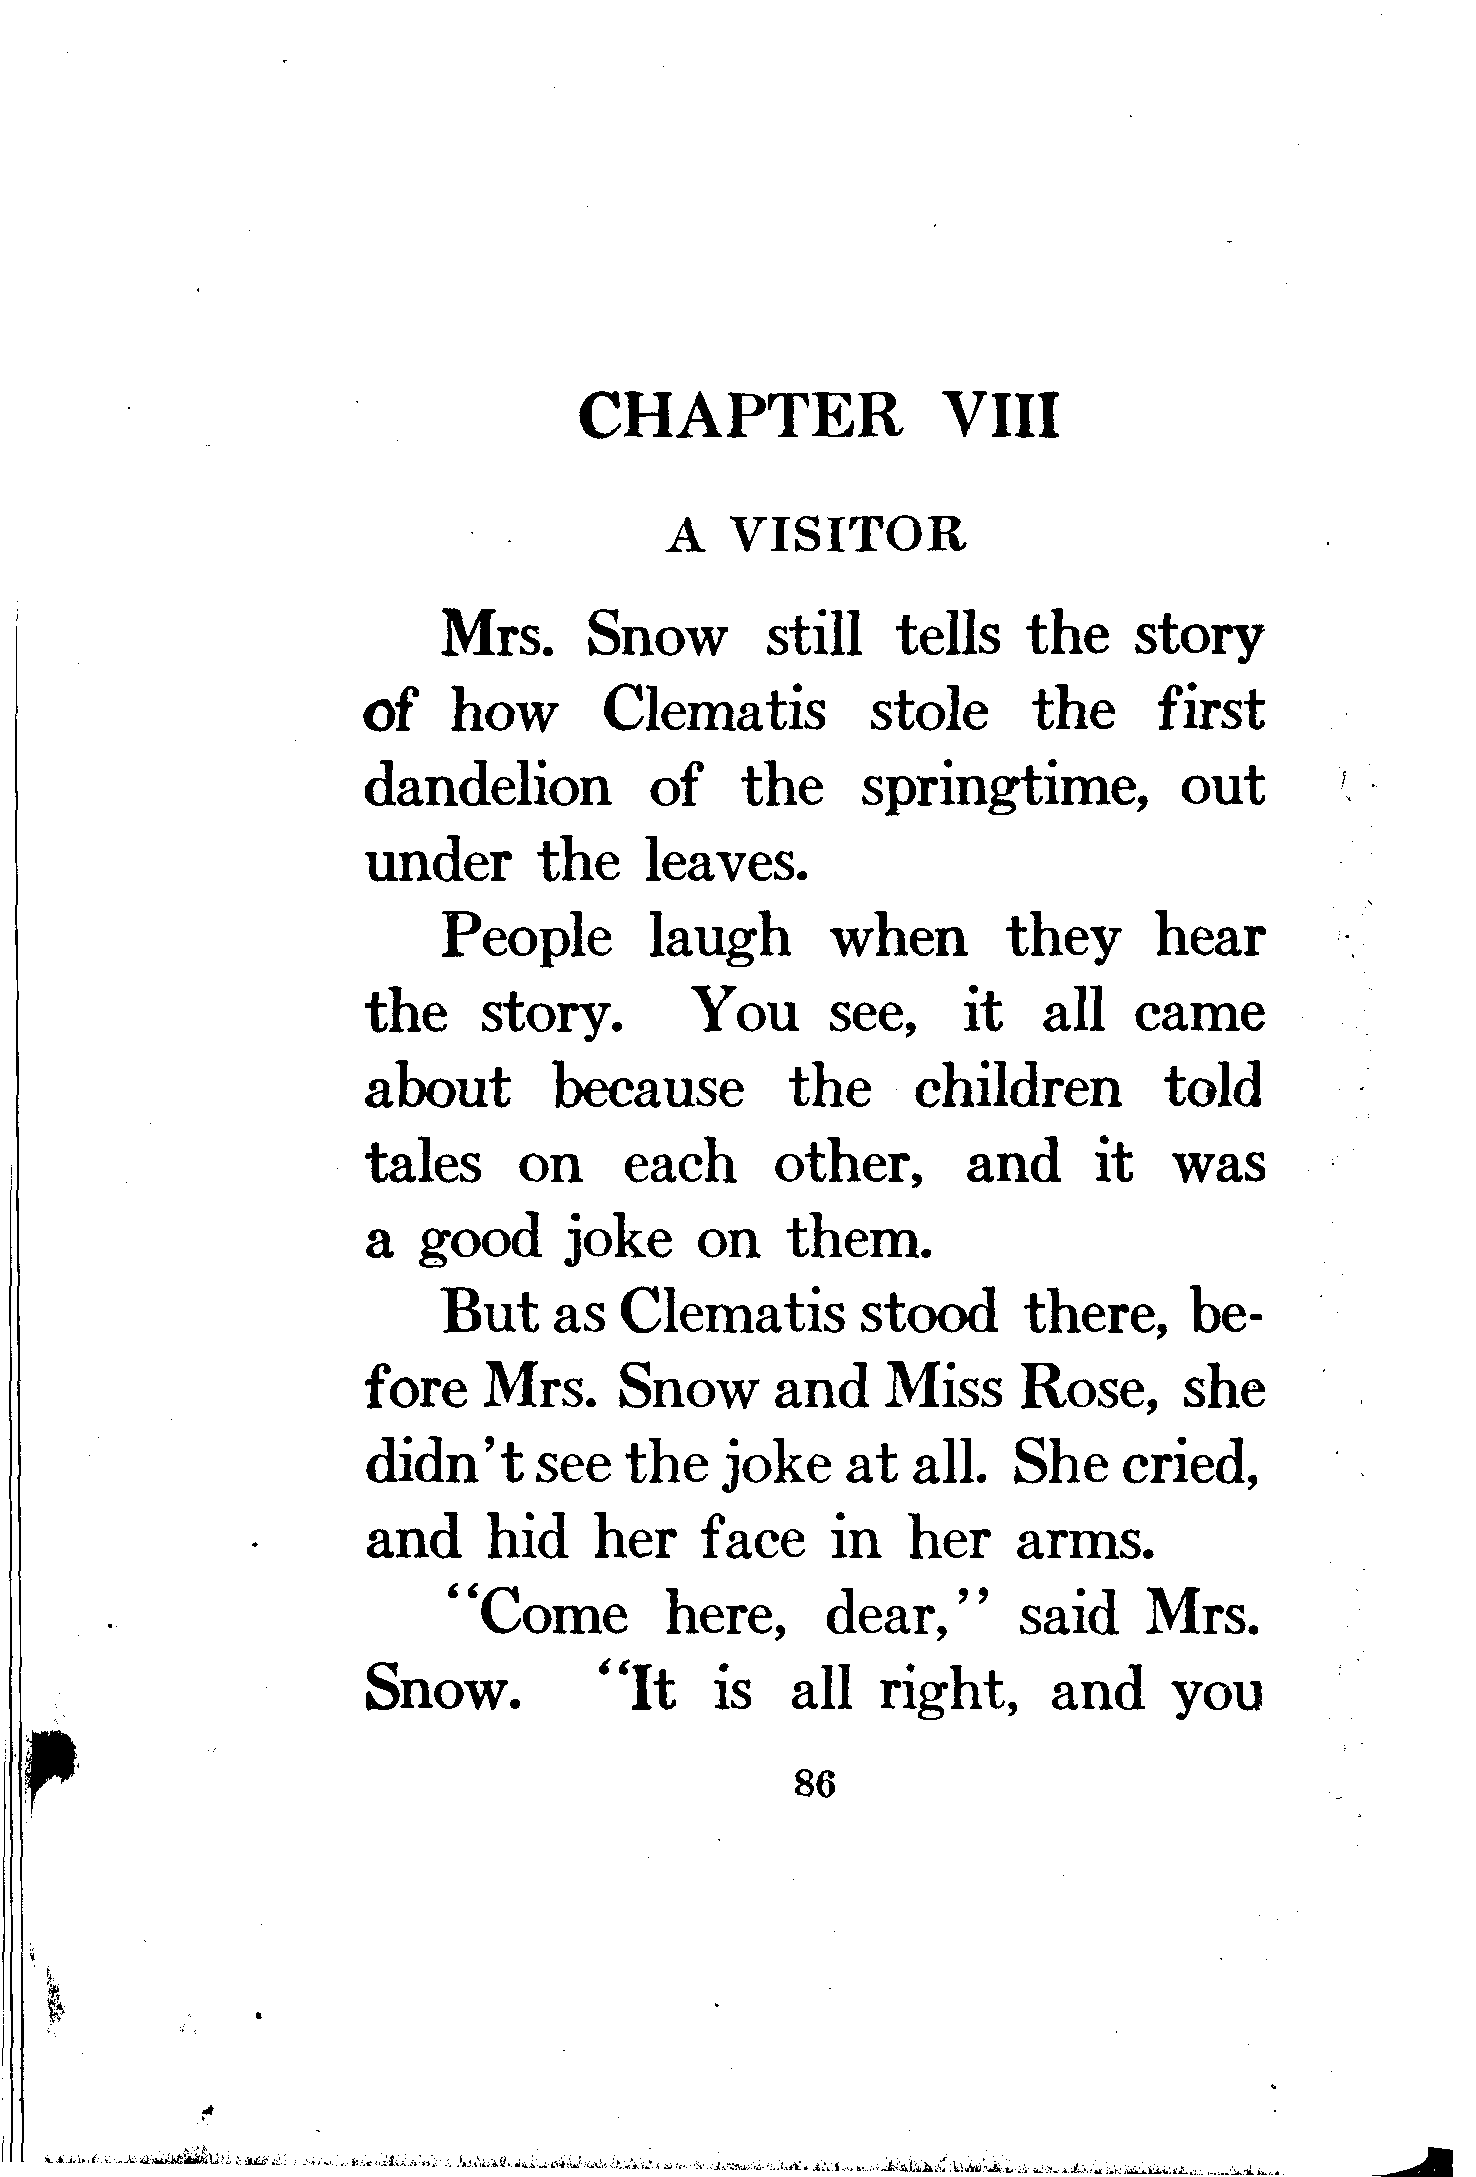 CHAPTER VIII
A VISITOR
Mrs. Snow still tells the story
of how Clematis stole the first
dandelion of the springtime, out
under the leaves.
People laugh when they hear
the story. You see, it all came
about because the children told
tales on each other, and it was
a good joke on them.
But as Clematis stood there, be-
fore Mrs. Snow and Miss Rose, she
didn't see the joke at all. She cried,
and hid her face in her arms.
"Come here, dear," said Mrs.
Snow. "It is all right, and you
86